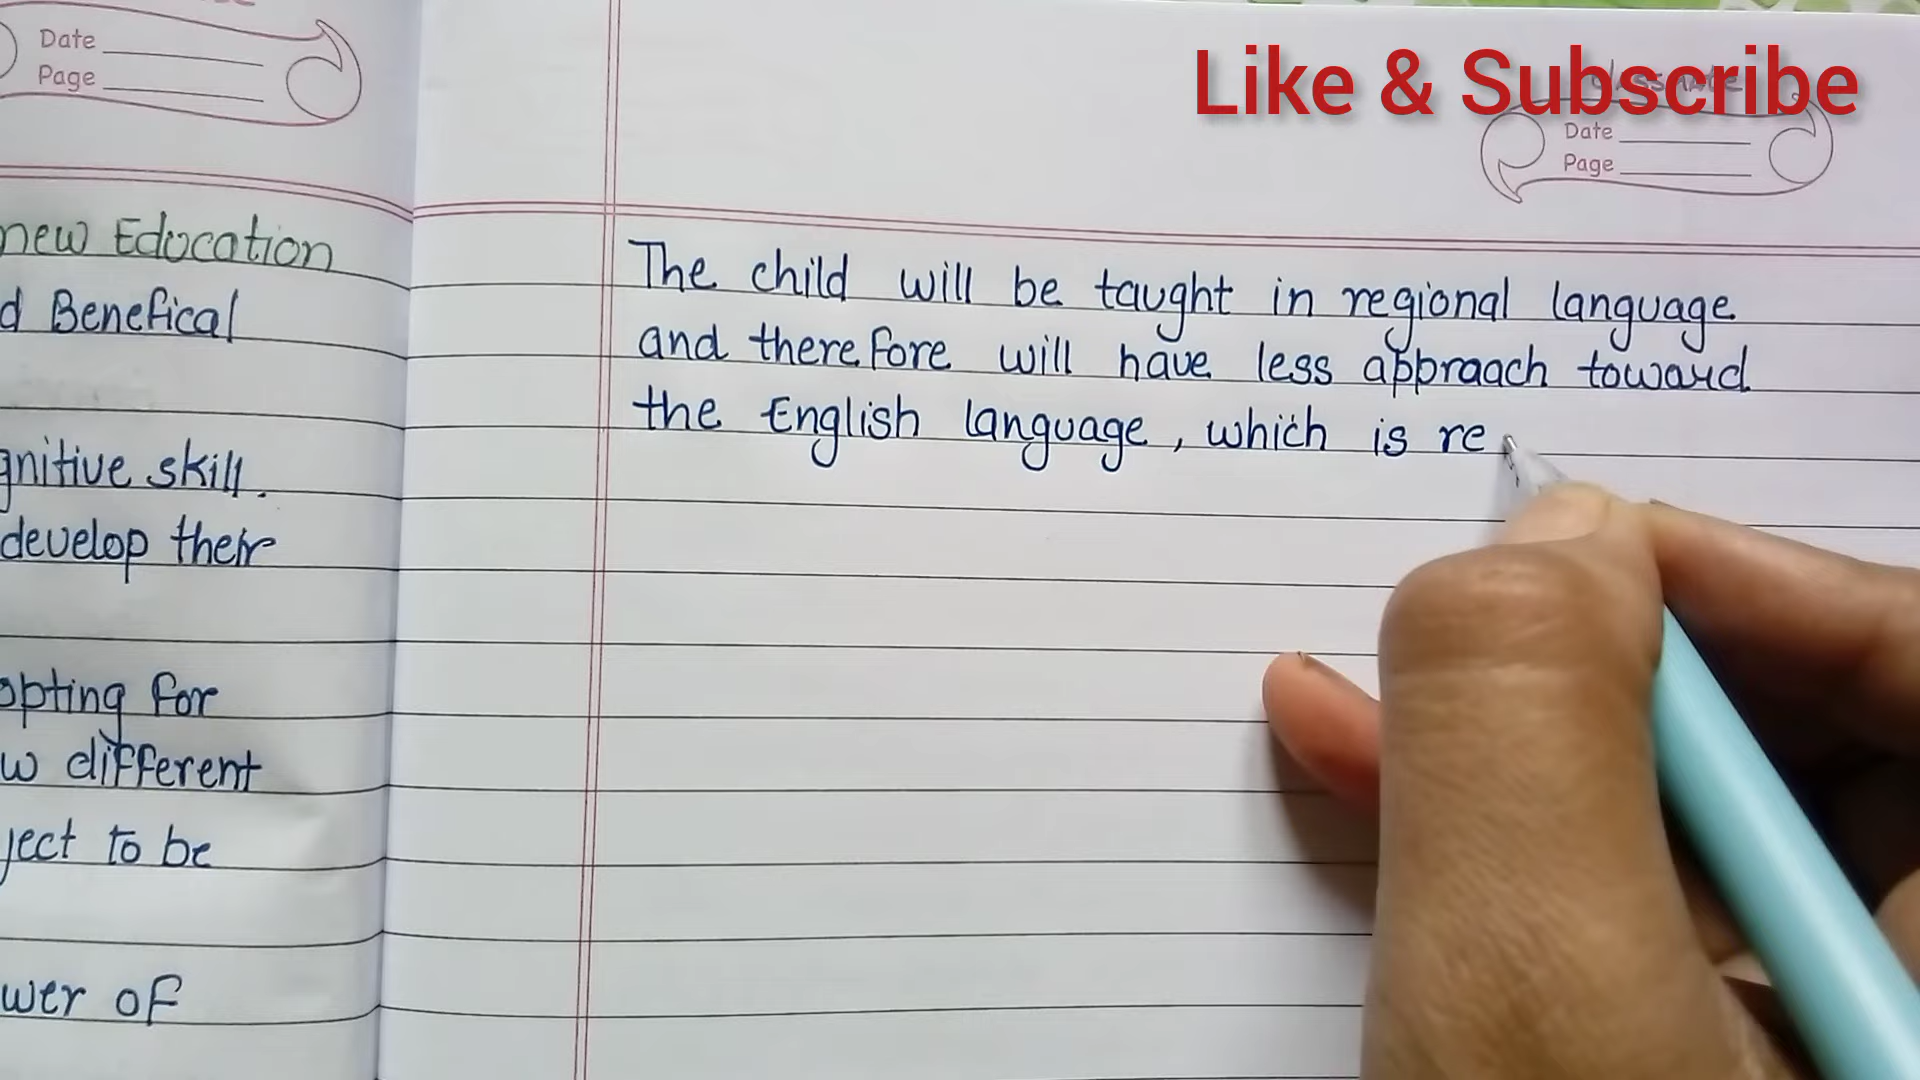 Date
Page
new Education
d Benefical
gnitive skill.
develop their
opting for
w different
ject to be
wer of
Like & Subscribe
Date
Page
The child will be taught in regional language
and therefore will have less appraach toward
the English language, which is re